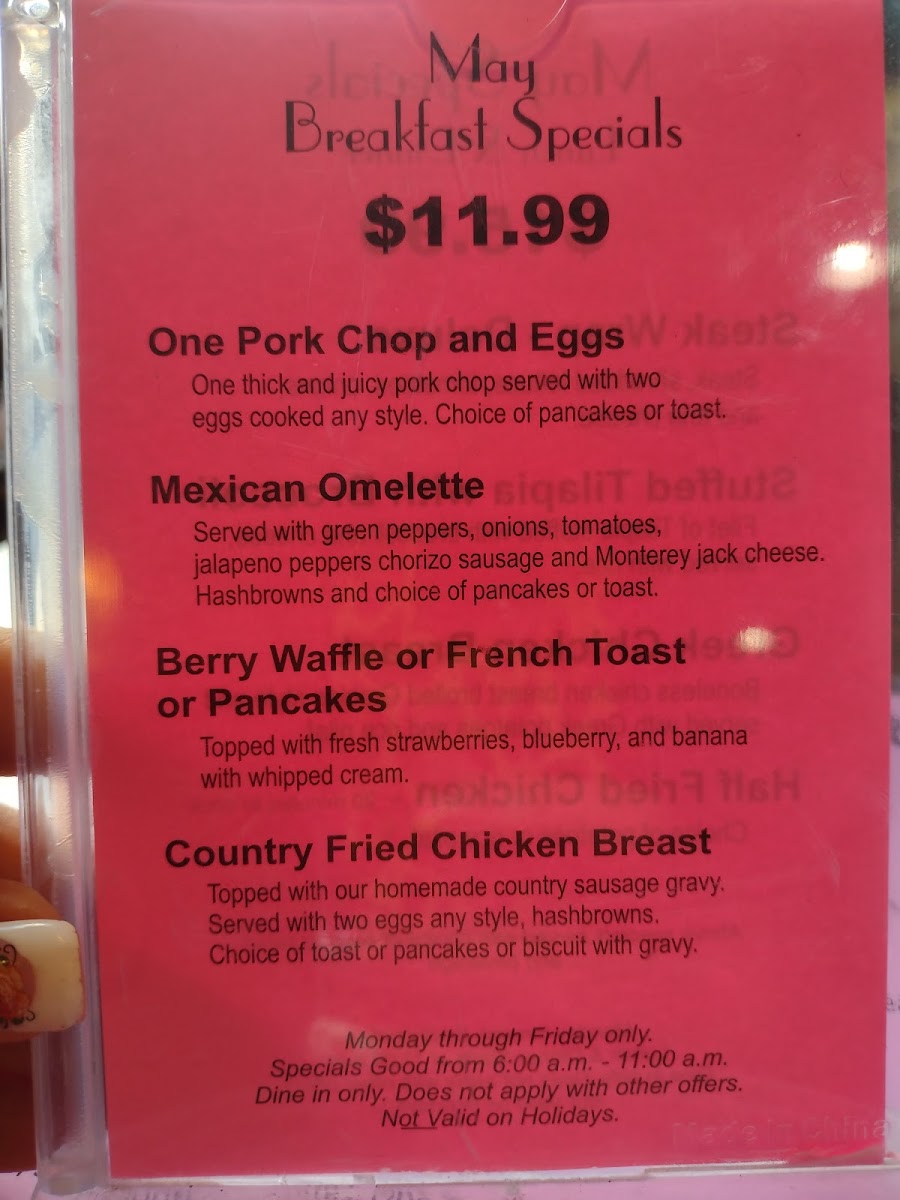 May
Breakfast Specials
$11.99
One Pork Chop and Eggs
One thick and juicy pork chop served with two
eggs cooked any style. Choice of pancakes or toast.
Mexican Omelette
Served with green peppers, onions, tomatoes,
jalapeno peppers chorizo sausage and Monterey jack cheese.
Hashbrowns and choice of pancakes or toast.
Berry Waffle or French Toast
or Pancakes
Topped with fresh strawberries, blueberry, and banana
with whipped cream.
Country Fried Chicken Breast
Topped with our homemade country sausage gravy.
Served with two eggs any style, hashbrowns.
Choice of toast or pancakes or biscuit with gravy.
Monday through Friday only.
Specials Good from 6:00 a.m. - 11:00 a.m.
Dine in only. Does not apply with other offers.
Not Valid on Holidays.
Made in China